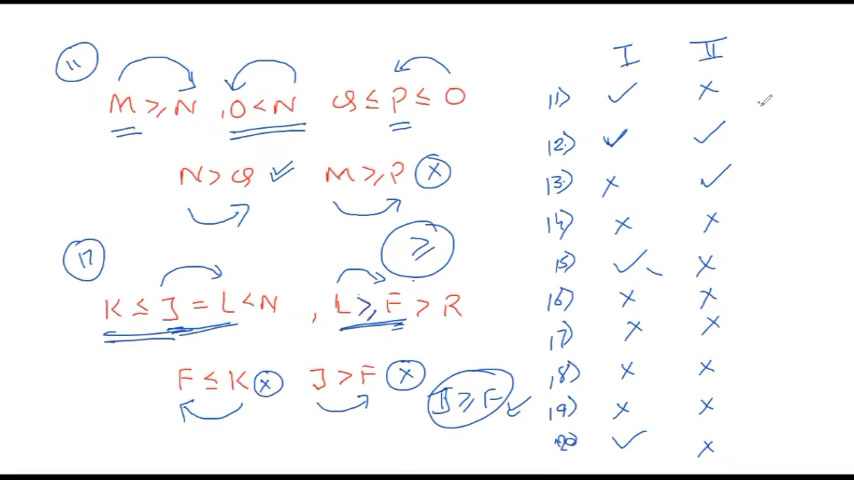 11
M ≥ N , O < N Q ≤ P ≤ O
N > Q ✓ M ≥ P ×
≥
17
K ≤ J = L < N , L ≥ F > R
F ≤ K × J > F × J ≥ F ✓
I II
11) ✓ ×
12) ✓ ✓
13) × ✓
14) × ×
15) ✓ ×
16) × ×
17) × ×
18) × ×
19) × ×
20) ✓ ×